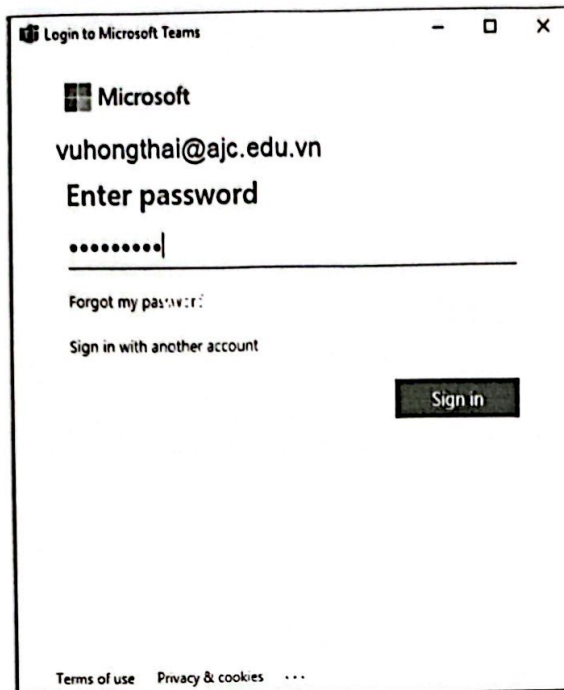 Login to Microsoft Teams
Microsoft
vuhongthai@ajc.edu.vn
Enter password
•••••••••
Forgot my password
Sign in with another account
Sign in
Terms of use Privacy & cookies ...